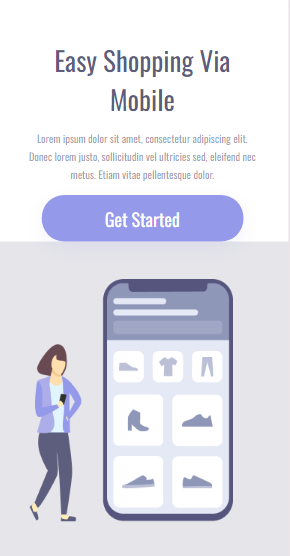 Easy Shopping Via
Mobile
Lorem ipsum dolor sit amet, consectetur adipiscing elit.
Donec lorem justo, sollicitudin vel ultricies sed, eleifend nec
metus. Etiam vitae pellentesque dolor.
Get Started